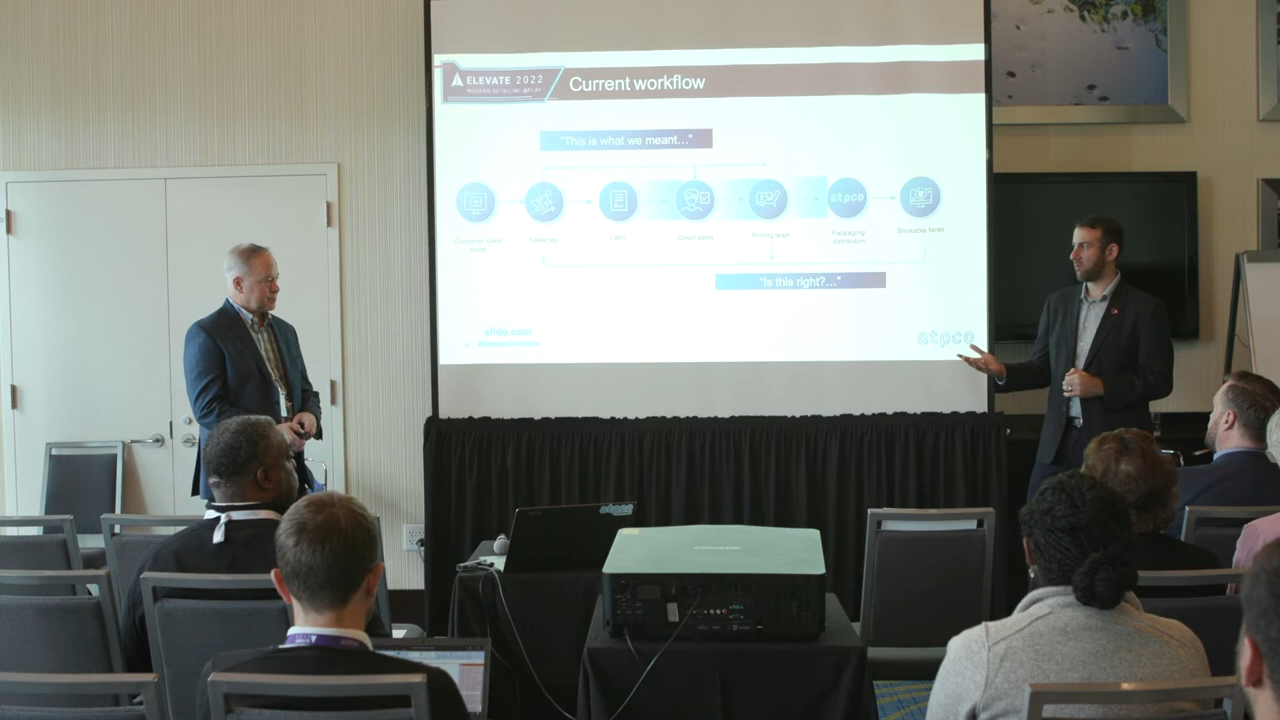 ELEVATE 2022
Current workflow
"This is what we meant..."
atpco
Customer sales portal
Sales rep
CMS
Direct sales
Pricing team
Packaging distribution
Bookable fares
"Is this right?..."
slido.com
atpco
atpco